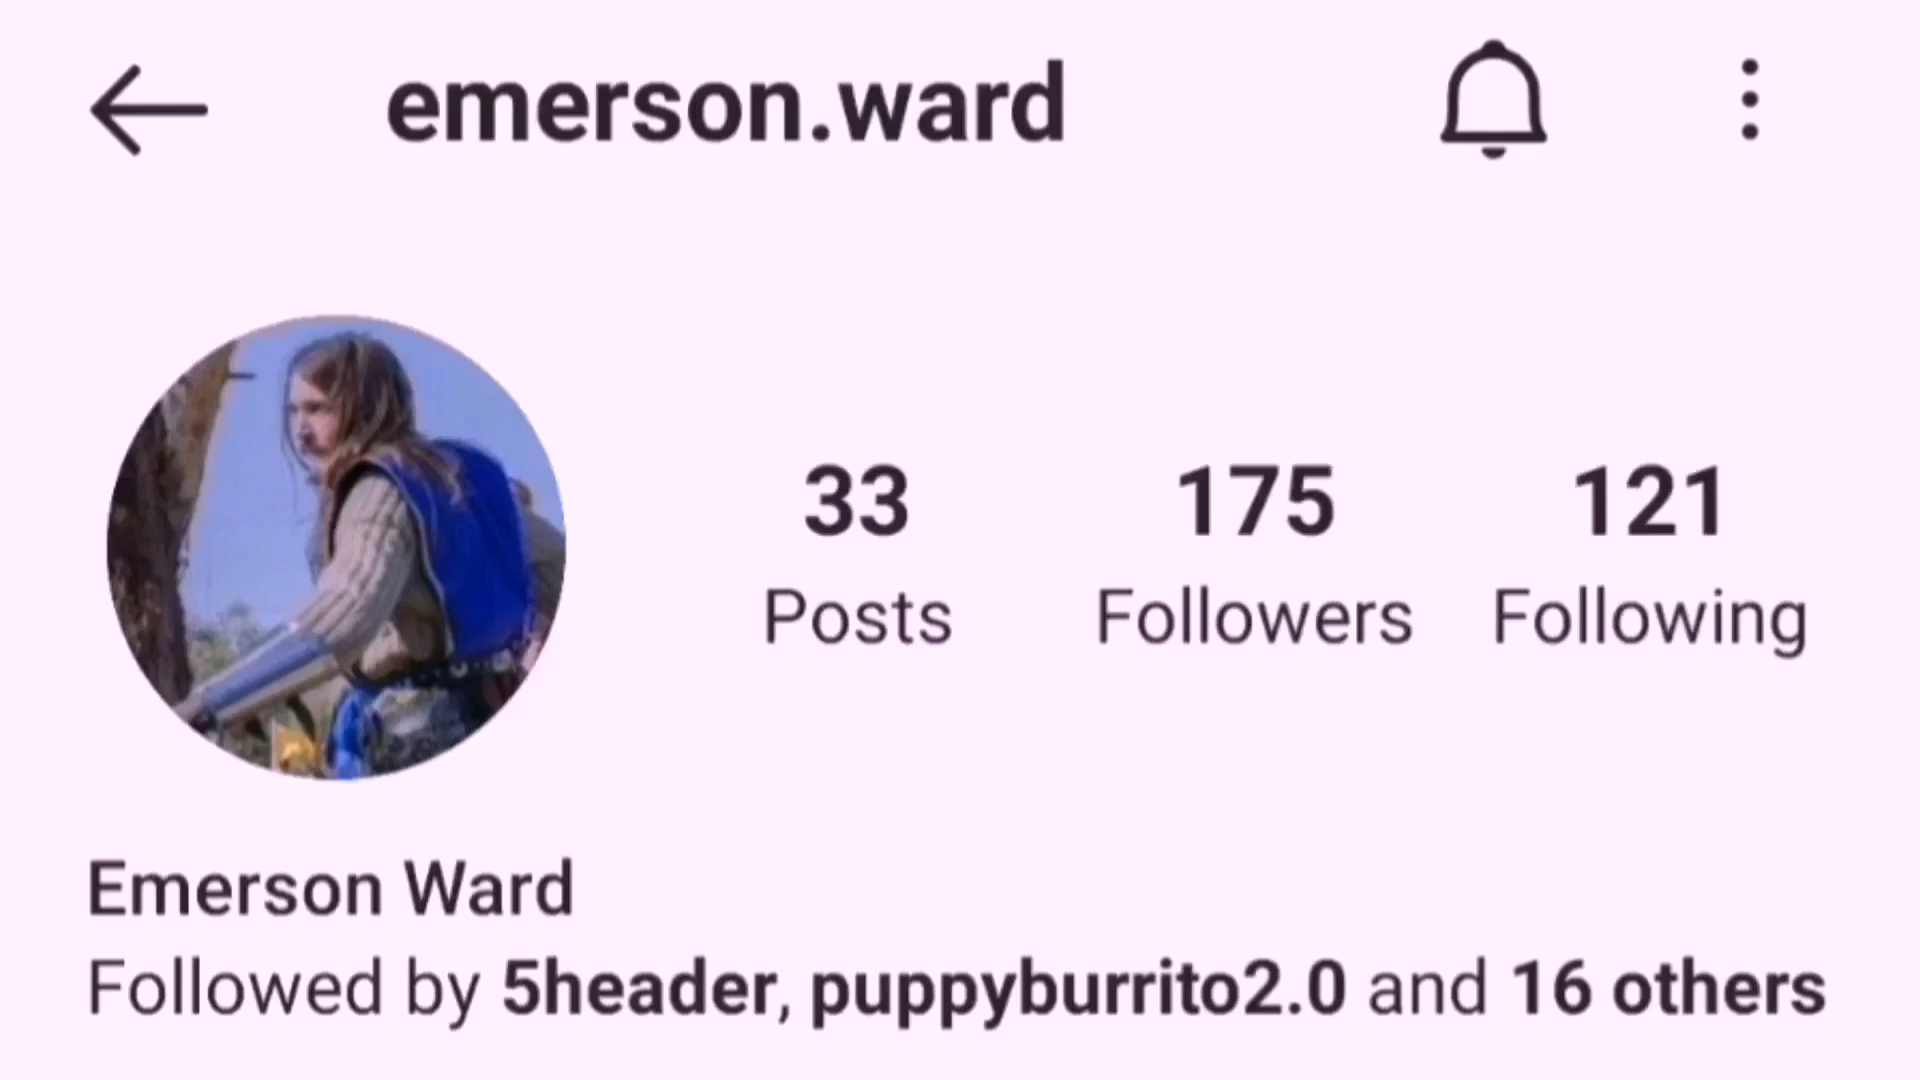 emerson.ward
33 175 121
Posts Followers Following
Emerson Ward
Followed by 5header, puppyburrito2.0 and 16 others